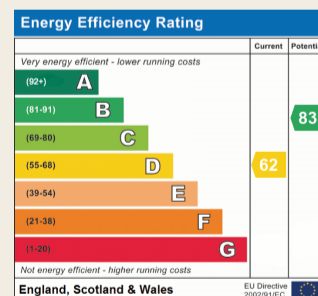 Energy Efficiency Rating
Current Potenti
Very energy efficient - lower running costs
(92+) A
(81-91) B
83
(69-80) C
(55-68) D
62
(39-54) E
(21-38) F
(1-20) G
Not energy efficient - higher running costs
England, Scotland & Wales
EU Directive
2002/91/EC